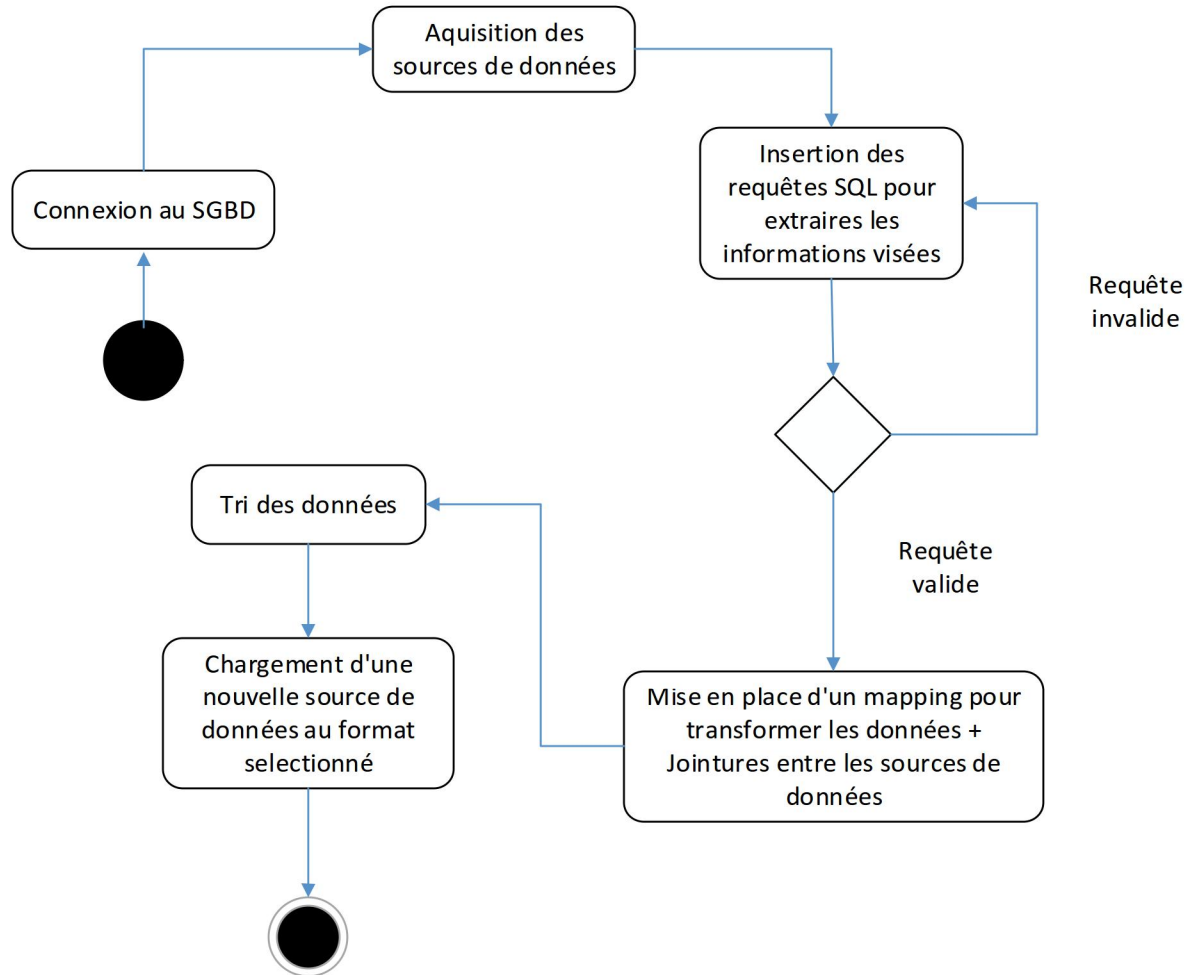 Aquisition des
sources de données
Connexion au SGBD
Insertion des
requêtes SQL pour
extraires les
informations visées
Requête
invalide
Requête
valide
Mise en place d'un mapping pour
transformer les données +
Jointures entre les sources de
données
Tri des données
Chargement d'une
nouvelle source de
données au format
selectionné